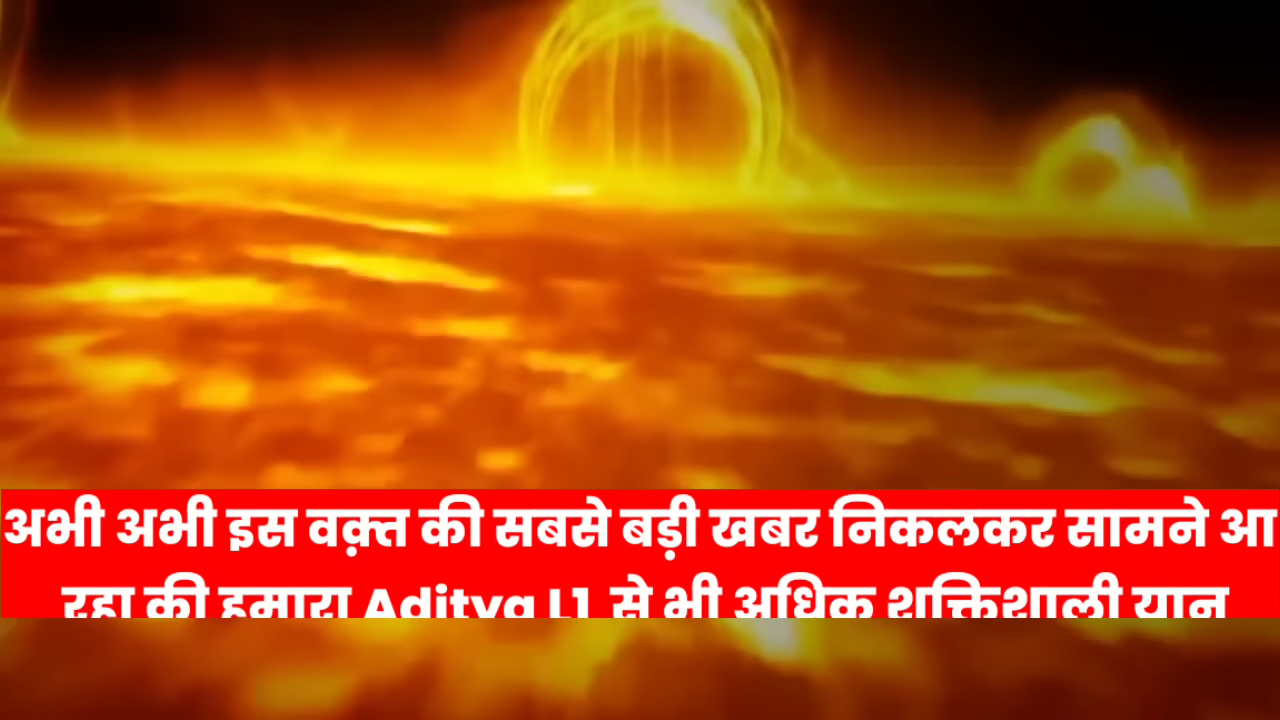 अभी अभी इस वक़्त की सबसे बड़ी खबर निकलकर सामने आ
रहा की हमारा Aditya L1 से भी अधिक शक्तिशाली यान